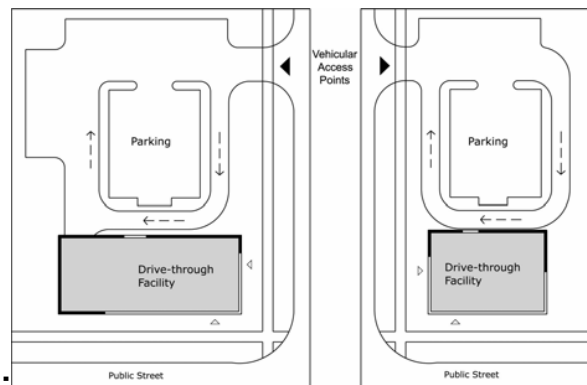 Vehicular
Access
Points
Parking
Parking
Drive-through
Facility
Drive-through
Facility
Public Street
Public Street